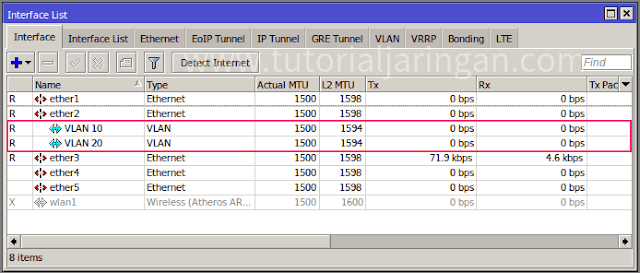 Interface List
Interface Interface List Ethernet EoIP Tunnel IP Tunnel GRE Tunnel VLAN VRRP Bonding LTE
www.tutorialjaringan.com
Detect Internet Find
Name Type Actual MTU L2 MTU Tx Rx Tx Pac
R ether1 Ethernet 1500 1598 0 bps 0 bps
R ether2 Ethernet 1500 1598 0 bps 0 bps
R VLAN 10 VLAN 1500 1594 0 bps 0 bps
R VLAN 20 VLAN 1500 1594 0 bps 0 bps
R ether3 Ethernet 1500 1598 71.9 kbps 4.6 kbps
ether4 Ethernet 1500 1598 0 bps 0 bps
ether5 Ethernet 1500 1598 0 bps 0 bps
X wlan1 Wireless (Atheros AR... 1500 1600 0 bps 0 bps
8 items